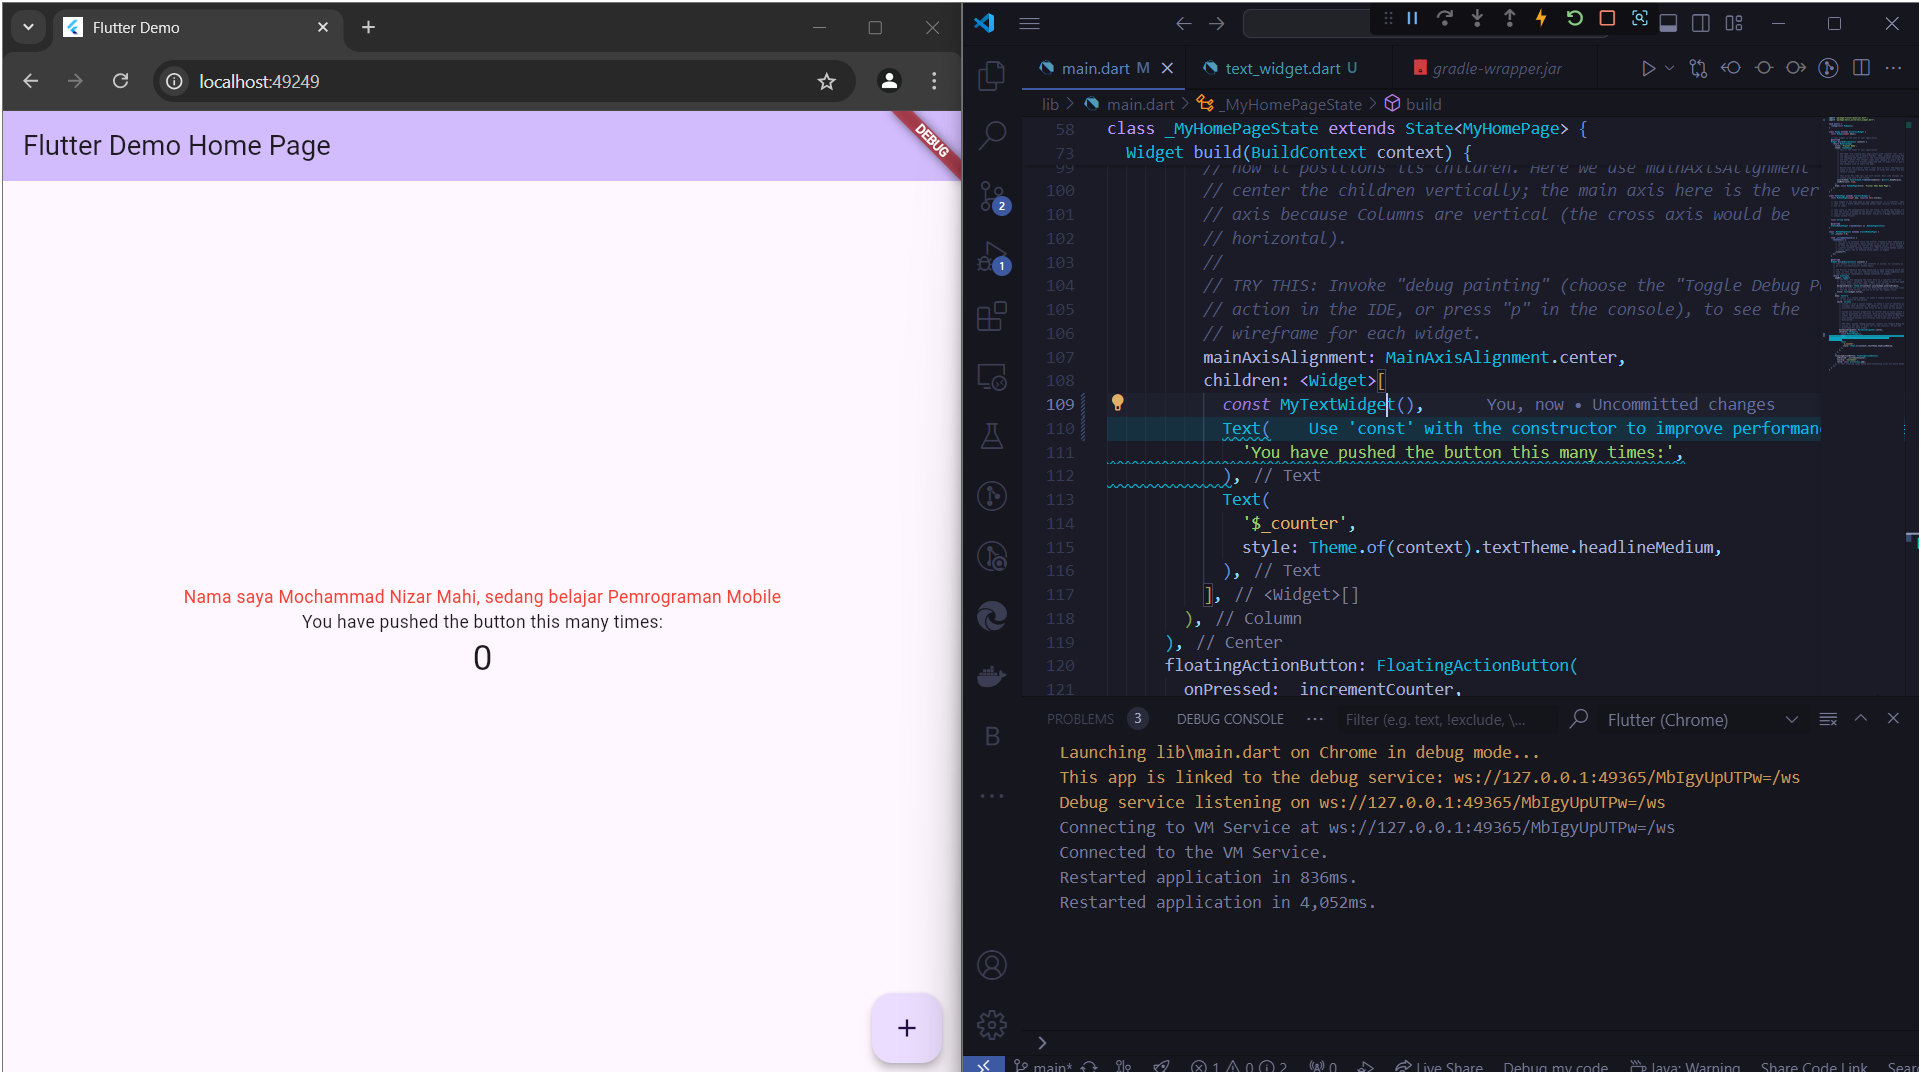 Flutter Demo
localhost:49249
Flutter Demo Home Page
DEBUG
Nama saya Mochammad Nizar Mahi, sedang belajar Pemrograman Mobile
You have pushed the button this many times:
0
+
main.dart M
text_widget.dart U
gradle-wrapper.jar
lib > main.dart > _MyHomePageState > build
2
1
B
58 class _MyHomePageState extends State<MyHomePage> {
73 Widget build(BuildContext context) {
99 // how it positions its children. Here we use mainAxisAlignment
100 // center the children vertically; the main axis here is the ver
101 // axis because Columns are vertical (the cross axis would be
102 // horizontal).
103 //
104 // TRY THIS: Invoke "debug painting" (choose the "Toggle Debug P
105 // action in the IDE, or press "p" in the console), to see the
106 // wireframe for each widget.
107 mainAxisAlignment: MainAxisAlignment.center,
108 children: <Widget>[
109 const MyTextWidget(), You, now • Uncommitted changes
110 Text( Use 'const' with the constructor to improve performan
111 'You have pushed the button this many times:',
112 ), // Text
113 Text(
114 '$_counter',
115 style: Theme.of(context).textTheme.headlineMedium,
116 ), // Text
117 ], // <Widget>[]
118 ), // Column
119 ), // Center
120 floatingActionButton: FloatingActionButton(
121 onPressed: _incrementCounter,
PROBLEMS 3 DEBUG CONSOLE ··· Filter (e.g. text, !exclude, \... Flutter (Chrome)
Launching lib\main.dart on Chrome in debug mode...
This app is linked to the debug service: ws://127.0.0.1:49365/MbIgyUpUTPw=/ws
Debug service listening on ws://127.0.0.1:49365/MbIgyUpUTPw=/ws
Connecting to VM Service at ws://127.0.0.1:49365/MbIgyUpUTPw=/ws
Connected to the VM Service.
Restarted application in 836ms.
Restarted application in 4,052ms.
>
main* 1 0 2 0 Live Share Debug my code Java: Warning Share Code Link Sear